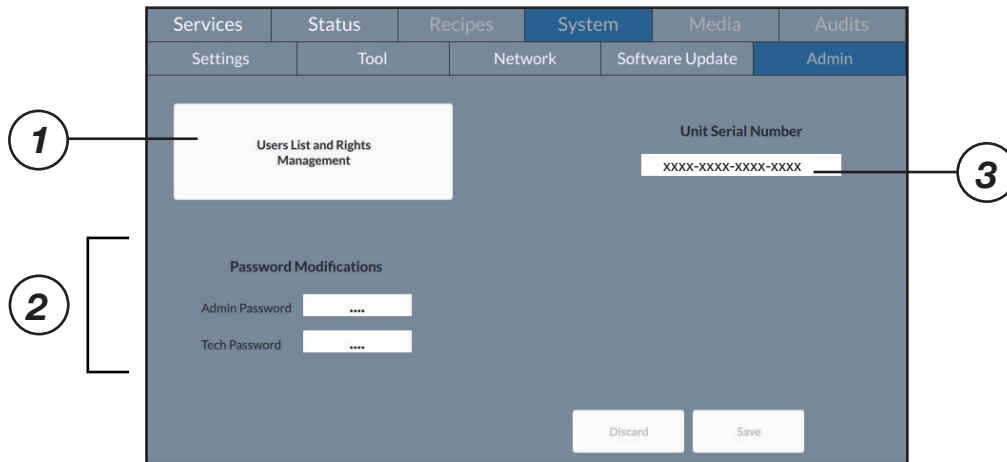 Services Status Recipes System Media Audits
Settings Tool Network Software Update Admin
1
Users List and Rights
Management
Unit Serial Number
xxxx-xxxx-xxxx-xxxx
3
2
Password Modifications
Admin Password ....
Tech Password ....
Discard Save